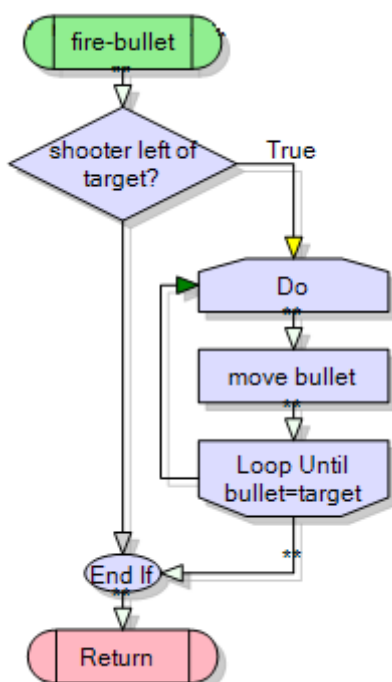 fire-bullet
**
shooter left of
target?
True
Do
**
move bullet
**
Loop Until
bullet=target
**
End If
**
Return